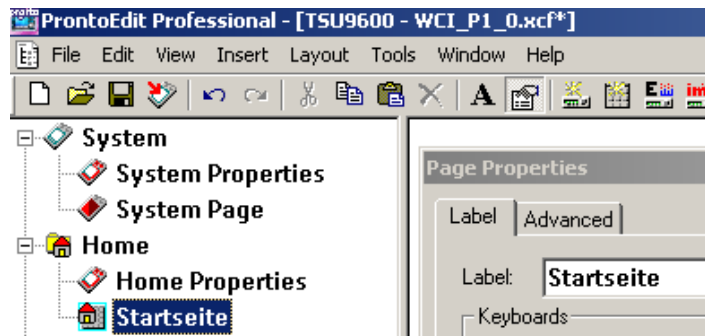 ProntoEdit Professional - [TSU9600 - WCI_P1_0.xcf*]
File Edit View Insert Layout Tools Window Help
System
System Properties
System Page
Home
Home Properties
Startseite
Page Properties
Label Advanced
Label: Startseite
Keyboards